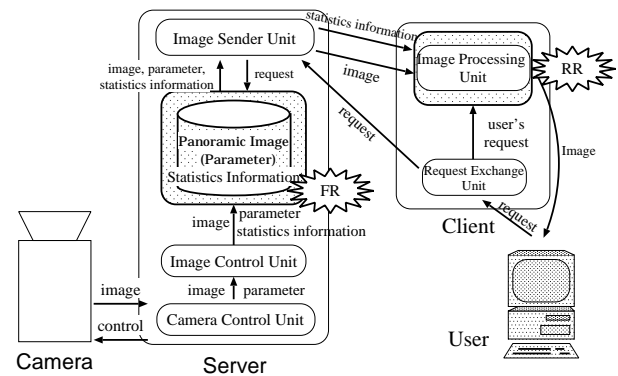 statistics information
Image Sender Unit
image, parameter,
statistics information
request
image
Image Processing
Unit
RR
request
user's
request
Image
Panoramic Image
(Parameter)
Statistics Information
FR
Request Exchange
Unit
Client
request
image
parameter
statistics information
Image Control Unit
image
parameter
image
control
Camera Control Unit
Camera
Server
User